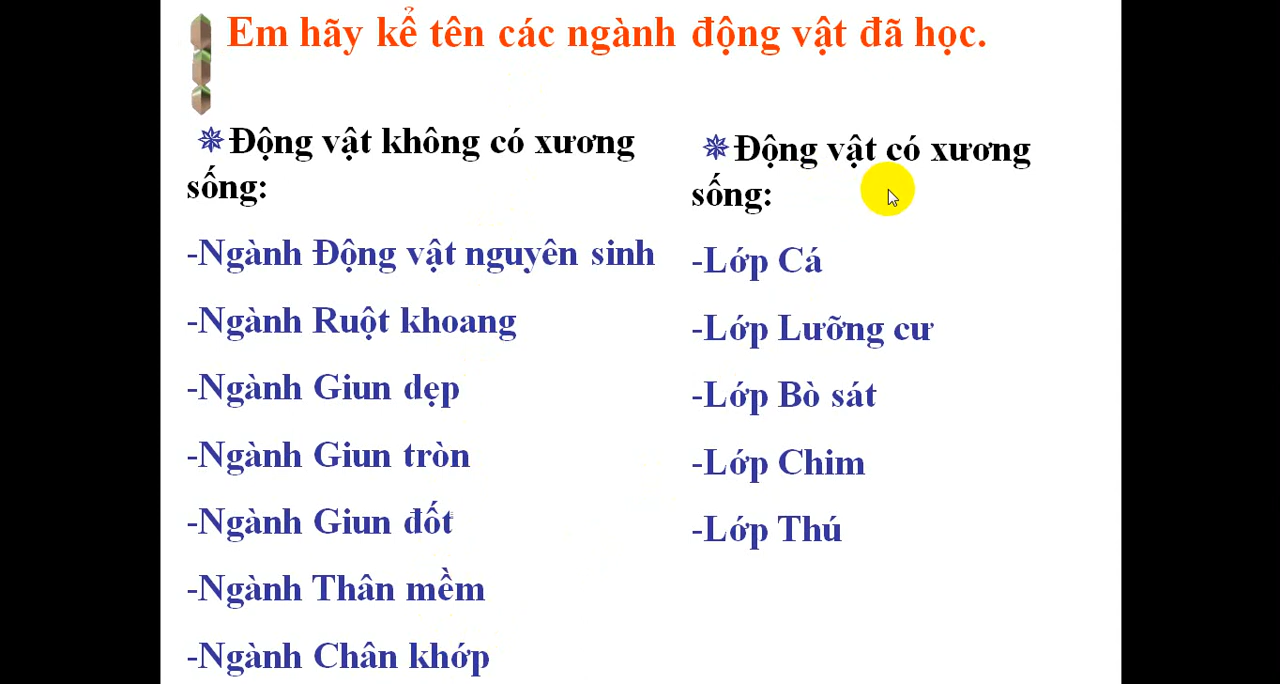 Em hãy kể tên các ngành động vật đã học.
Động vật không có xương
sống:
-Ngành Động vật nguyên sinh
-Ngành Ruột khoang
-Ngành Giun dẹp
-Ngành Giun tròn
-Ngành Giun đốt
-Ngành Thân mềm
-Ngành Chân khớp
Động vật có xương
sống:
-Lớp Cá
-Lớp Lưỡng cư
-Lớp Bò sát
-Lớp Chim
-Lớp Thú